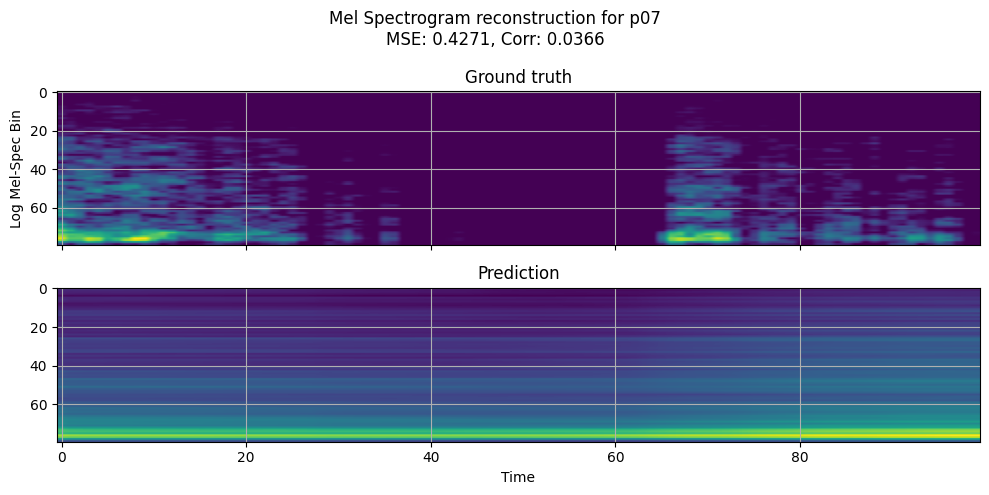 Mel Spectrogram reconstruction for p07
MSE: 0.4271, Corr: 0.0366
Ground truth
Log Mel-Spec Bin
0
20
40
60
Prediction
0
20
40
60
0 20 40 60 80
Time